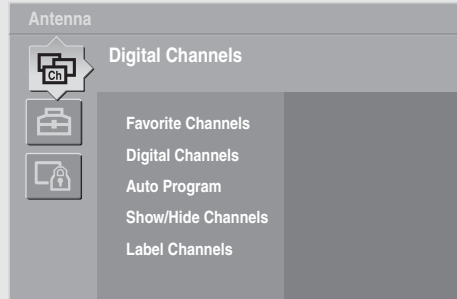 Antenna
Digital Channels
Ch
Favorite Channels
Digital Channels
Auto Program
Show/Hide Channels
Label Channels